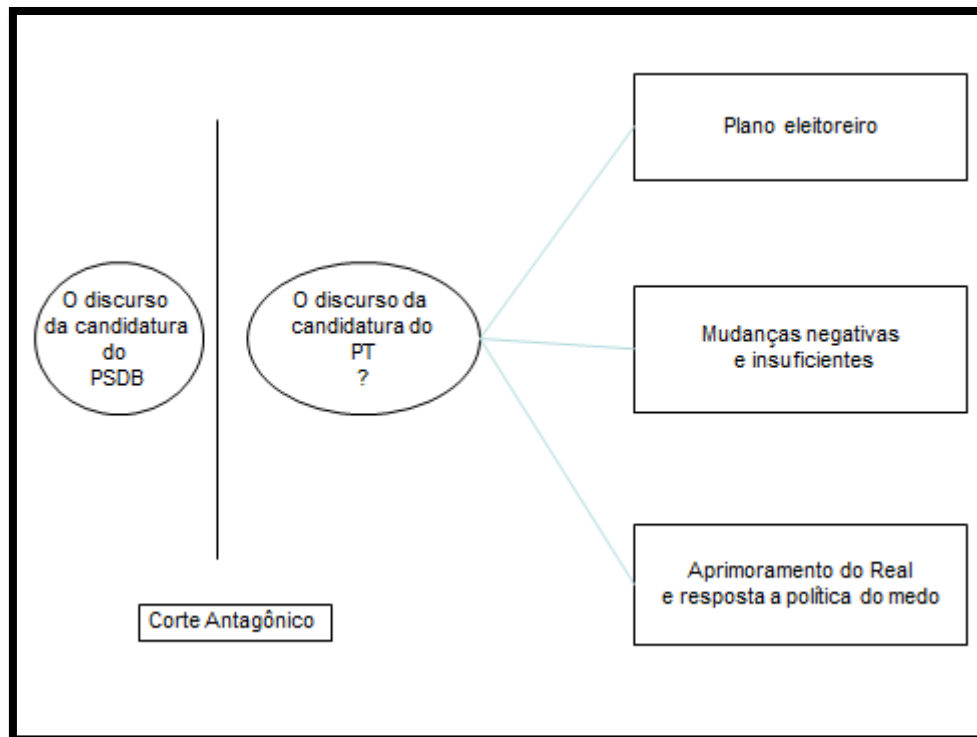 O discurso
da candidatura
do
PSDB
O discurso da
candidatura do
PT
?
Plano eleitoreiro
Mudanças negativas
e insuficientes
Aprimoramento do Real
e resposta a política do medo
Corte Antagônico